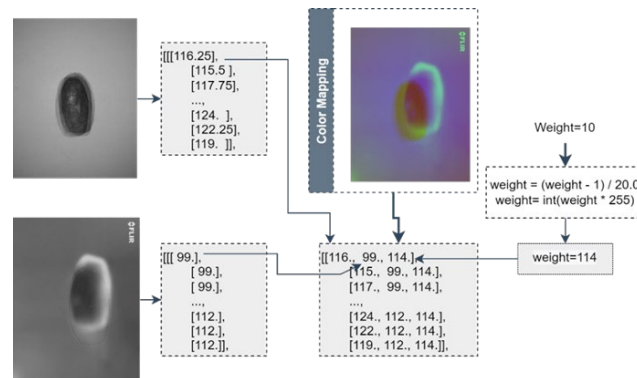 [[[116.25],
[115.5 ],
[117.75],
...,
[124.  ],
[122.25],
[119.  ]],
Color Mapping
FLIR
Weight=10
weight = (weight - 1) / 20.0
weight= int(weight * 255)
weight=114
FLIR
[[[ 99.],
[ 99.],
[ 99.],
...,
[112.],
[112.],
[112.]],
[[116., 99., 114.],
[115., 99., 114.],
[117., 99., 114.],
...,
[124., 112., 114.],
[122., 112., 114.],
[119., 112., 114.]],